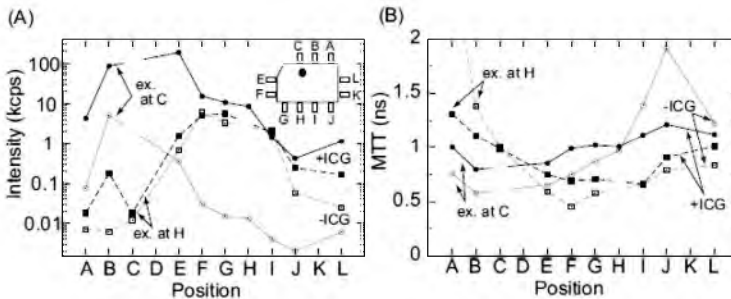 (A)
Intensity (kcps)
100
10
1
0.1
0.01
ex. at C
ex. at H
+ICG
-ICG
C B A
E
F
L
K
G H I J
A B C D E F G H I J K L
Position
(B)
MTT (ns)
2
1.5
1
0.5
0
ex. at H
ex. at C
-ICG
+ICG
A B C D E F G H I J K L
Position